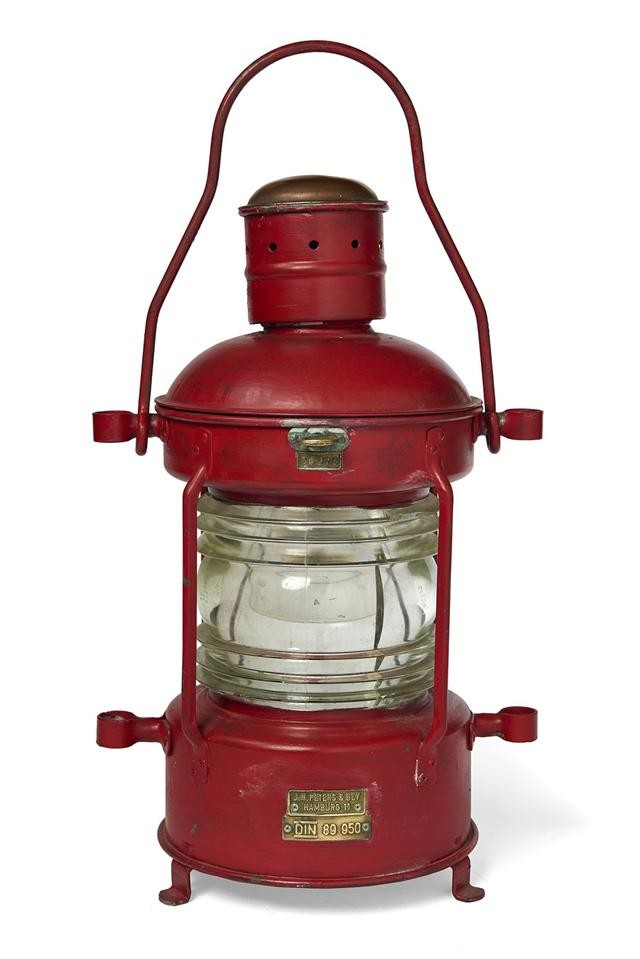 J.H. PETERS & BEY
HAMBURG 11
DIN 89 950